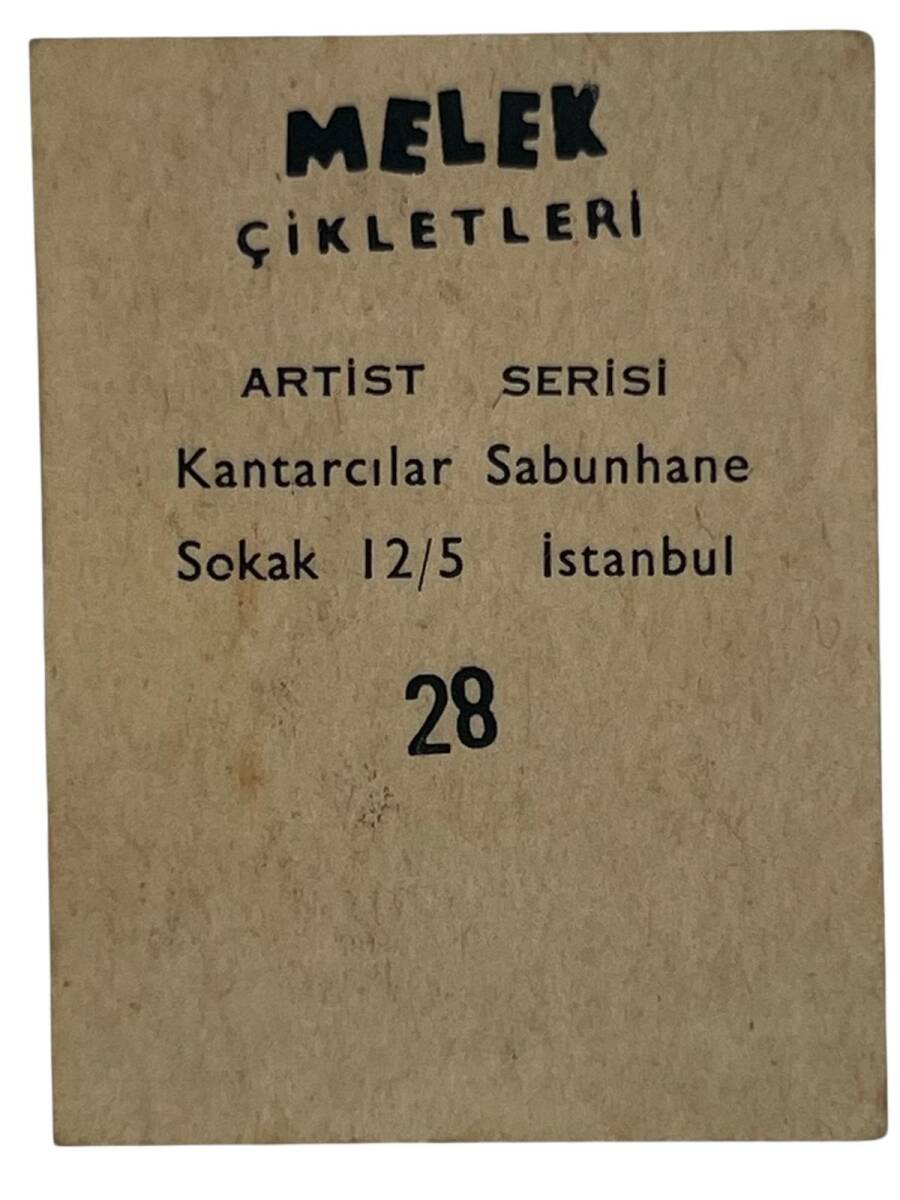 MELEK
ÇİKLETLERİ
ARTİST SERİSİ
Kantarcılar Sabunhane
Sokak 12/5 İstanbul
28